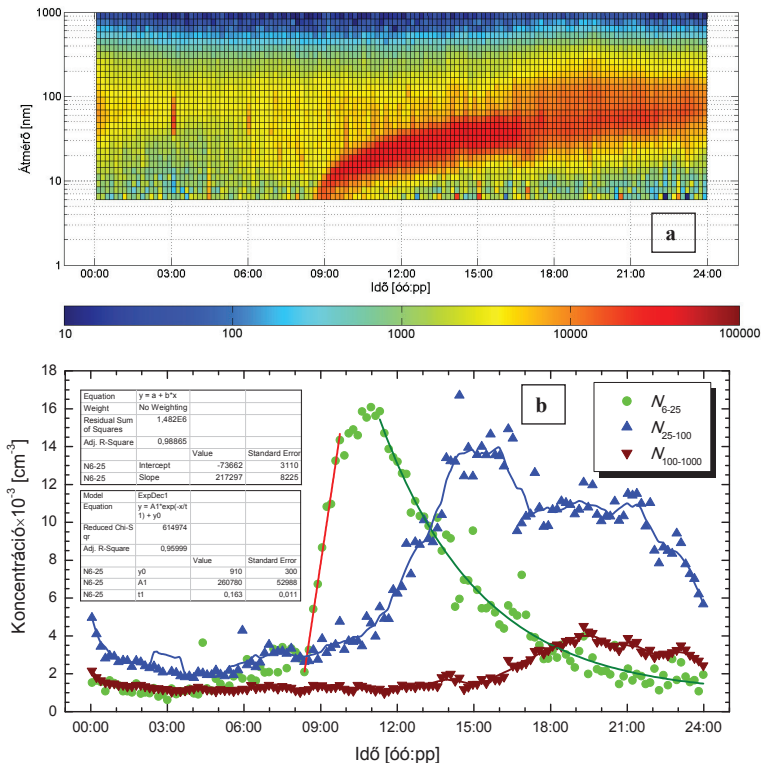 1000
100
10
1
Átmérő [nm]
a
00:00 03:00 06:00 09:00 12:00 15:00 18:00 21:00 24:00
Idő [óó:pp]
10 100 1000 10000 100000
18
16
14
12
10
8
6
4
2
0
Koncentráció×10⁻³ [cm⁻³]
Equation y = a + b*x
Weight No Weighting
Residual Sum of Squares 1,482E6
Adj. R-Square 0,98865
Value Standard Error
N6-25 Intercept -73662 3110
N6-25 Slope 217297 8225
Model ExpDec1
Equation y = A1*exp(-x/t1) + y0
Reduced Chi-Sqr 614974
Adj. R-Square 0,95999
Value Standard Error
N6-25 y0 910 300
N6-25 A1 260780 52988
N6-25 t1 0,163 0,011
b
N6-25
N25-100
N100-1000
00:00 03:00 06:00 09:00 12:00 15:00 18:00 21:00 24:00
Idő [óó:pp]